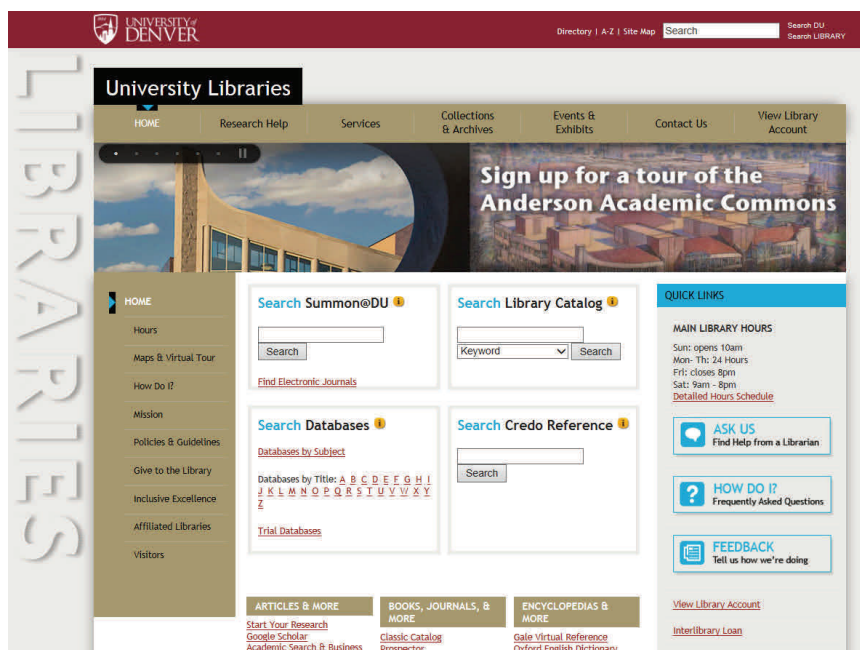 UNIVERSITY of
DENVER
Directory | A-Z | Site Map
Search
Search DU
Search LIBRARY
LIBRARIES
University Libraries
HOME
Research Help
Services
Collections
& Archives
Events &
Exhibits
Contact Us
View Library
Account
Sign up for a tour of the
Anderson Academic Commons
HOME
Hours
Maps & Virtual Tour
How Do I?
Mission
Policies & Guidelines
Give to the Library
Inclusive Excellence
Affiliated Libraries
Visitors
Search Summon@DU
Search
Find Electronic Journals
Search Library Catalog
Keyword
Search
Search Databases
Databases by Subject
Databases by Title: A B C D E F G H I
J K L M N O P Q R S T U V W X Y
Z
Trial Databases
Search Credo Reference
Search
QUICK LINKS
MAIN LIBRARY HOURS
Sun: opens 10am
Mon- Th: 24 Hours
Fri: closes 8pm
Sat: 9am - 8pm
Detailed Hours Schedule
ASK US
Find Help from a Librarian
HOW DO I?
Frequently Asked Questions
FEEDBACK
Tell us how we're doing
View Library Account
Interlibrary Loan
ARTICLES & MORE
Start Your Research
Google Scholar
Academic Search & Business
BOOKS, JOURNALS, &
MORE
Classic Catalog
Prospector
ENCYCLOPEDIAS &
MORE
Gale Virtual Reference
Oxford English Dictionary